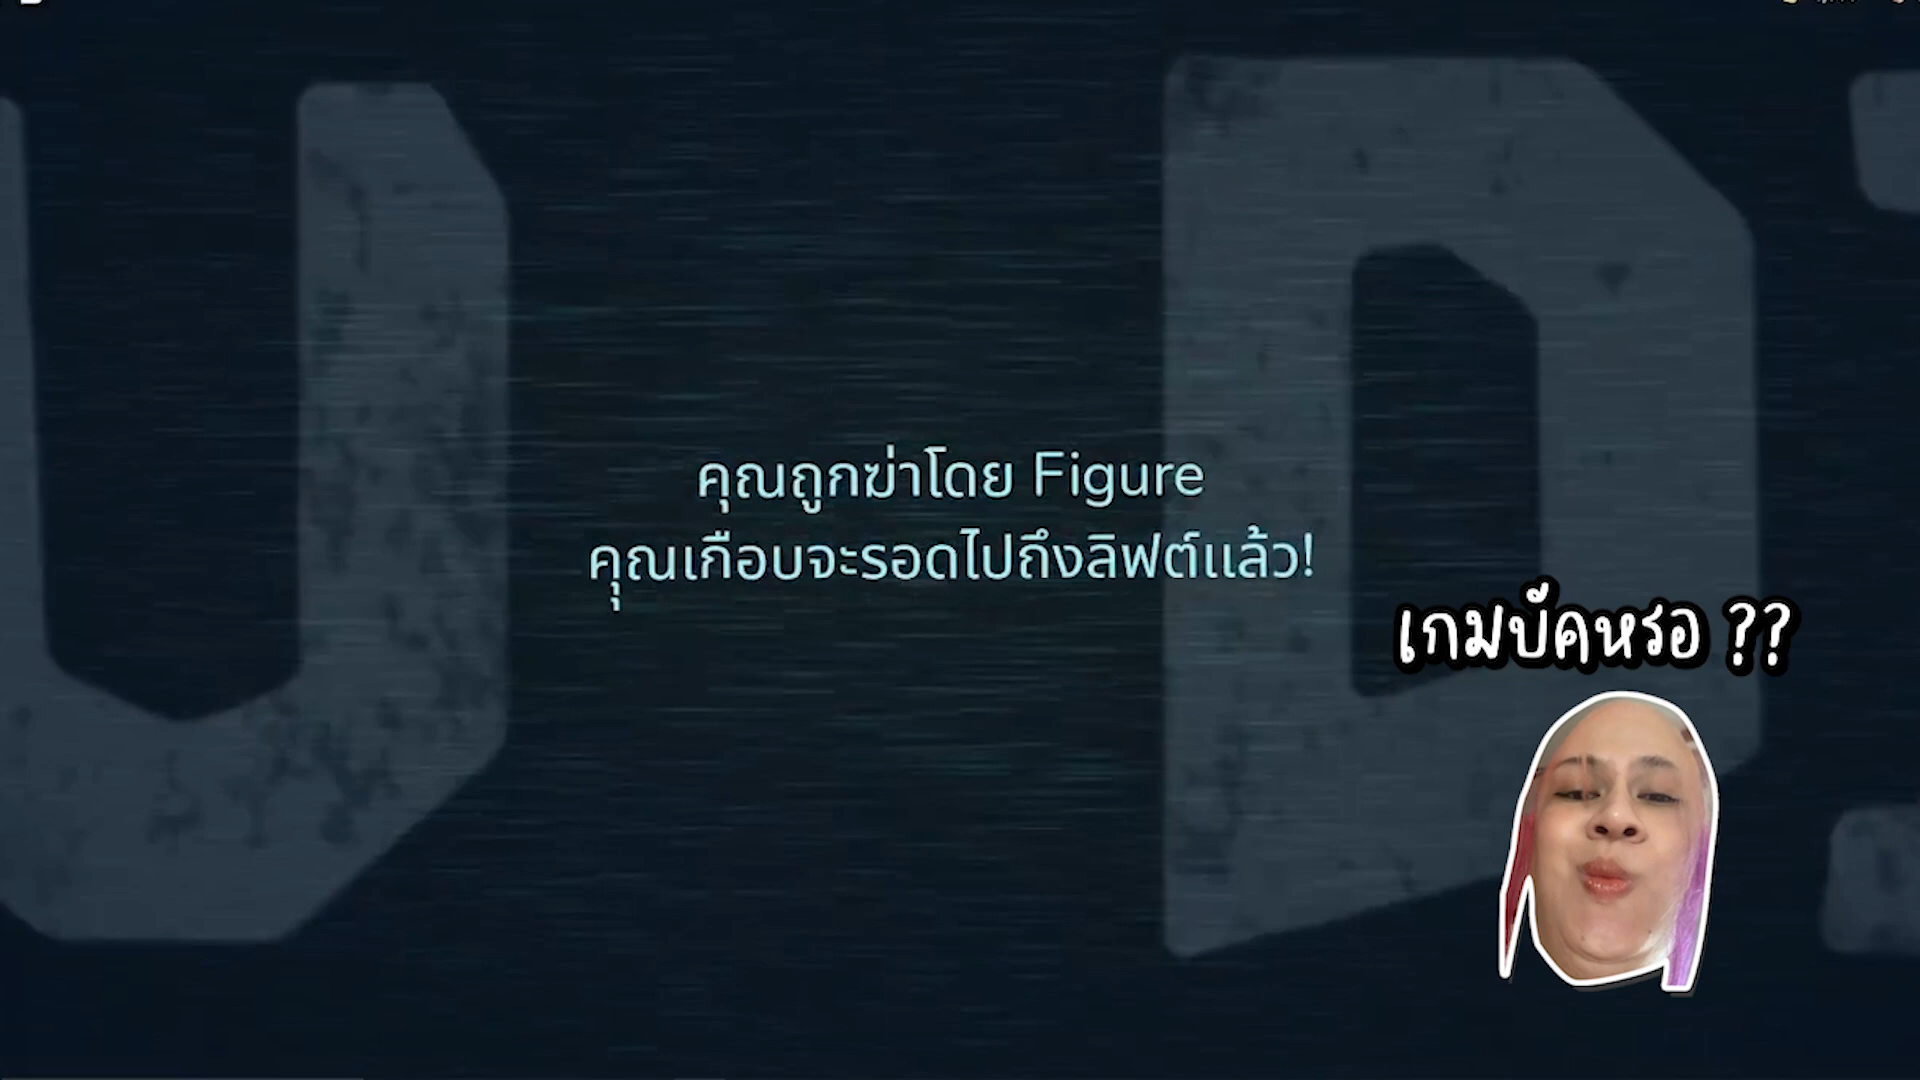 คุณถูกฆ่าโดย Figure
คุณเกือบจะรอดไปถึงลิฟต์แล้ว!
เกมบัคหรอ ??
U D